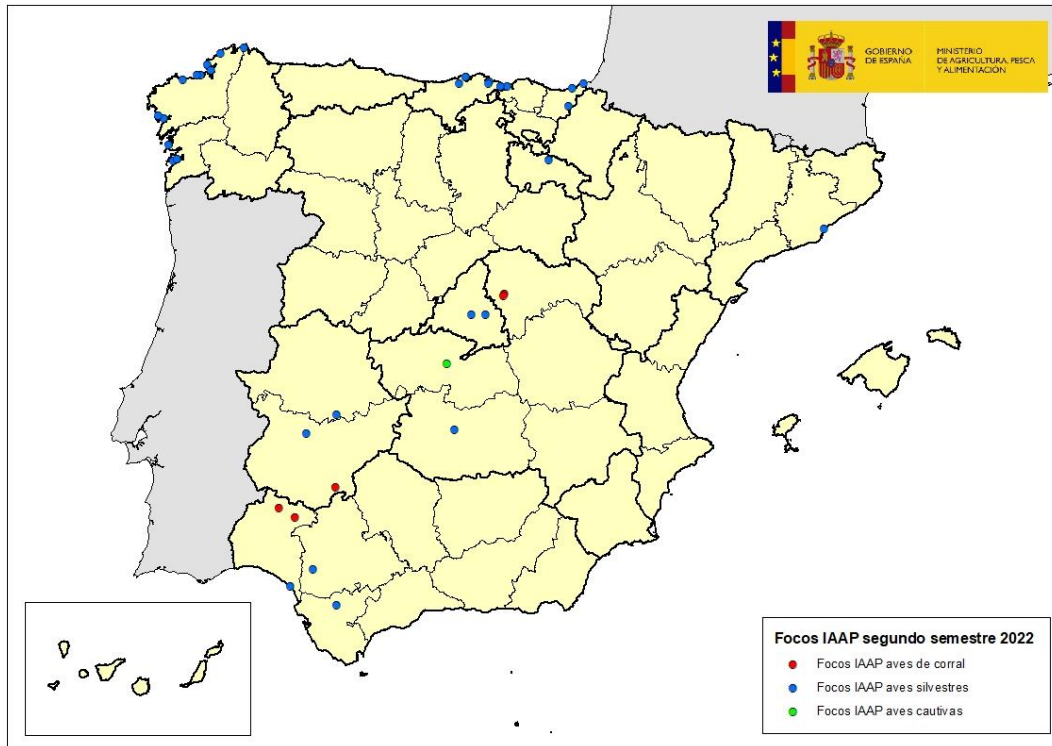 GOBIERNO
DE ESPAÑA
MINISTERIO
DE AGRICULTURA, PESCA
Y ALIMENTACIÓN
Focos IAAP segundo semestre 2022
Focos IAAP aves de corral
Focos IAAP aves silvestres
Focos IAAP aves cautivas